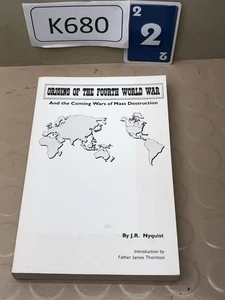 K680
2
2
ORIGINS OF THE FOURTH WORLD WAR
And the Coming Wars of Mass Destruction
By J.R. Nyquist
Introduction by
Father James Thornton